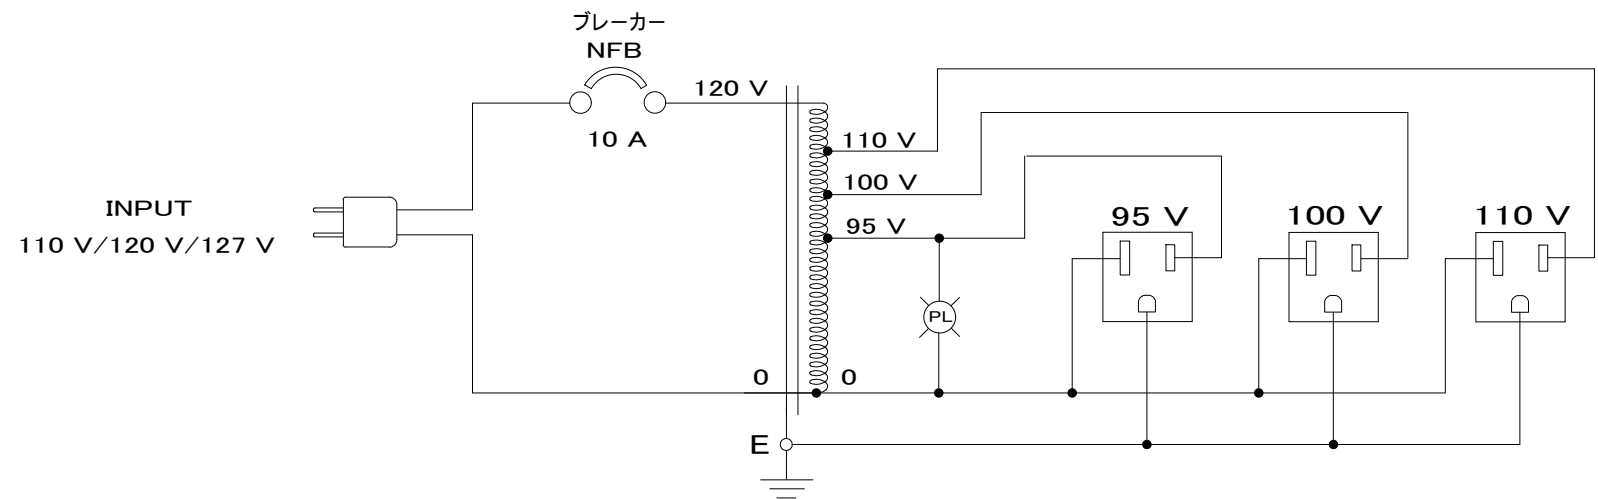 ブレーカー
NFB
10 A
INPUT
110 V/120 V/127 V
120 V
0
110 V
100 V
95 V
PL
0
E
95 V
100 V
110 V